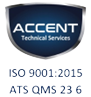 ACCENT
Technical Services
ISO 9001:2015
ATS QMS 23 6